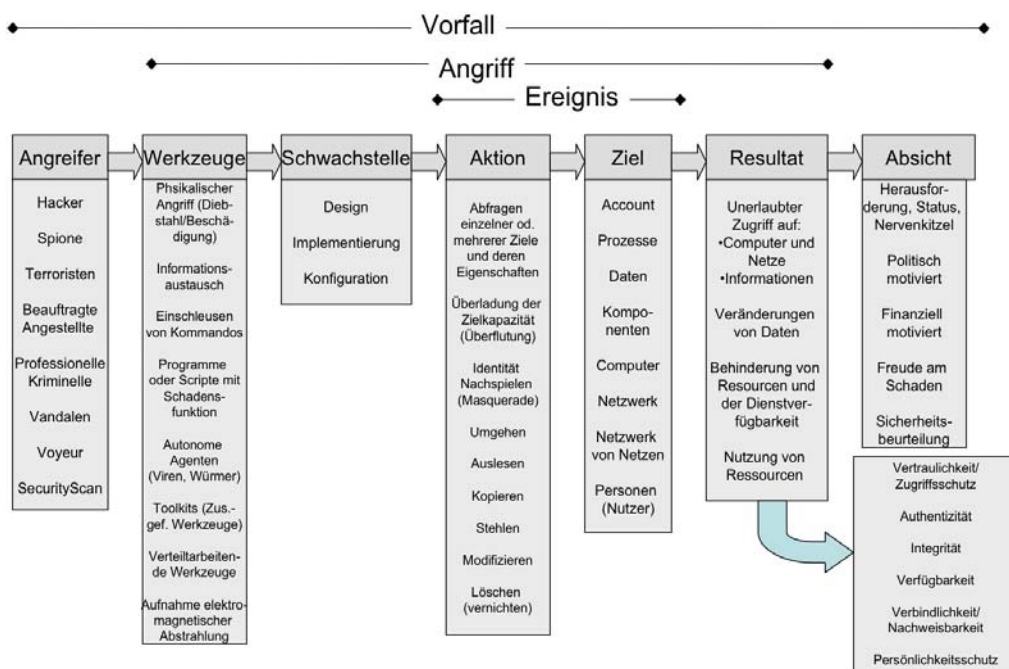 Vorfall
Angriff
Ereignis
Angreifer
Hacker
Spione
Terroristen
Beauftragte
Angestellte
Professionelle
Kriminelle
Vandalen
Voyeur
SecurityScan
Werkzeuge
Phsikalischer
Angriff (Dieb-
stahl/Beschä-
digung)
Informations-
austausch
Einschleusen
von Kommandos
Programme
oder Scripte mit
Schadens-
funktion
Autonome
Agenten
(Viren, Würmer)
Toolkits (Zus.-
gef. Werkzeuge)
Verteiltarbeiten-
de Werkzeuge
Aufnahme elektro-
magnetischer
Abstrahlung
Schwachstelle
Design
Implementierung
Konfiguration
Aktion
Abfragen
einzelner od.
mehrerer Ziele
und deren
Eigenschaften
Überladung der
Zielkapazität
(Überflutung)
Identität
Nachspielen
(Masquerade)
Umgehen
Auslesen
Kopieren
Stehlen
Modifizieren
Löschen
(vernichten)
Ziel
Account
Prozesse
Daten
Kompo-
nenten
Computer
Netzwerk
Netzwerk
von Netzen
Personen
(Nutzer)
Resultat
Unerlaubter
Zugriff auf:
•Computer und
Netze
•Informationen
Veränderungen
von Daten
Behinderung von
Resourcen und
der Dienstver-
fügbarkeit
Nutzung von
Ressourcen
Absicht
Herausfor-
derung, Status,
Nervenkitzel
Politisch
motiviert
Finanziell
motiviert
Freude am
Schaden
Sicherheits-
beurteilung
Vertraulichkeit/
Zugriffsschutz
Authentizität
Integrität
Verfügbarkeit
Verbindlichkeit/
Nachweisbarkeit
Persönlichkeitsschutz